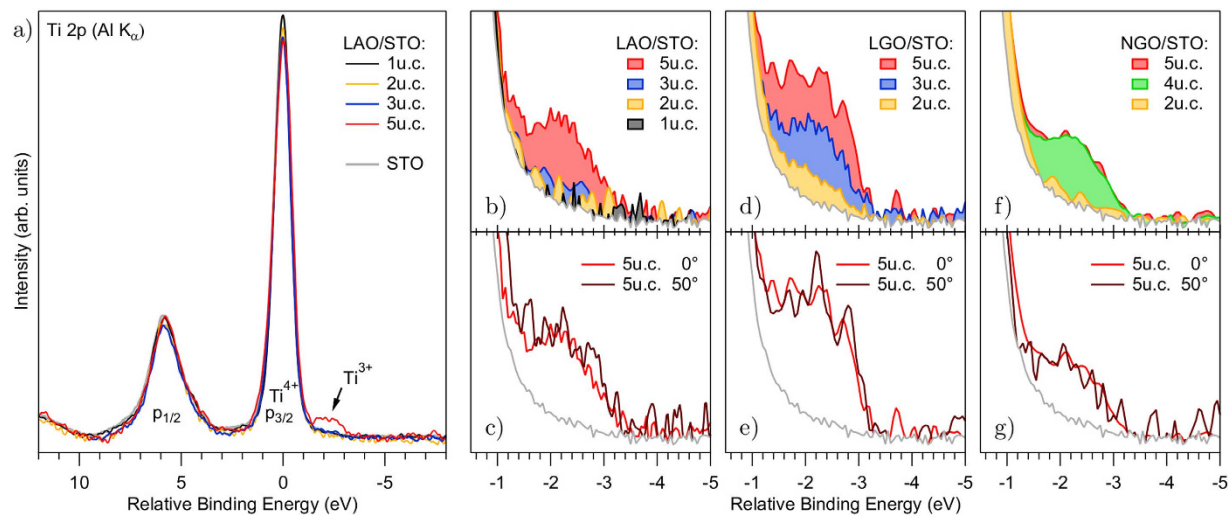 a)
Ti 2p (Al Kα)
LAO/STO:
1u.c.
2u.c.
3u.c.
5u.c.
STO
Ti3+
Ti4+
p1/2
p3/2
Intensity (arb. units)
10
5
0
-5
Relative Binding Energy (eV)
LAO/STO:
5u.c.
3u.c.
2u.c.
1u.c.
b)
LGO/STO:
5u.c.
3u.c.
2u.c.
d)
NGO/STO:
5u.c.
4u.c.
2u.c.
f)
5u.c. 0°
5u.c. 50°
c)
5u.c. 0°
5u.c. 50°
e)
5u.c. 0°
5u.c. 50°
g)
-1 -2 -3 -4 -5
-1 -2 -3 -4 -5
-1 -2 -3 -4 -5
Relative Binding Energy (eV)